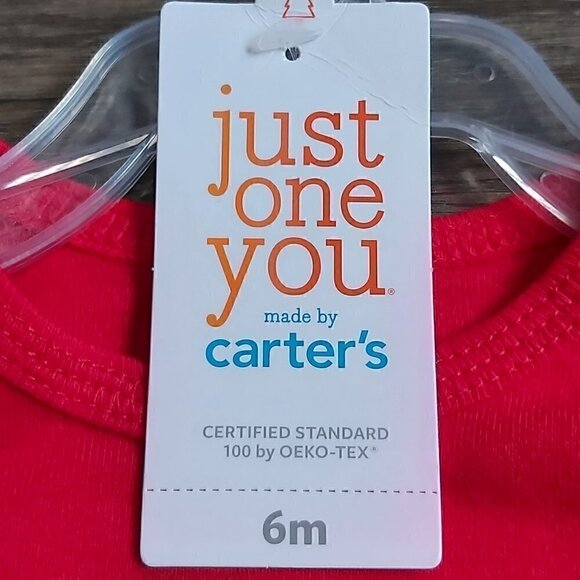 just
one
you®
made by
carter's
CERTIFIED STANDARD
100 by OEKO-TEX®
6m